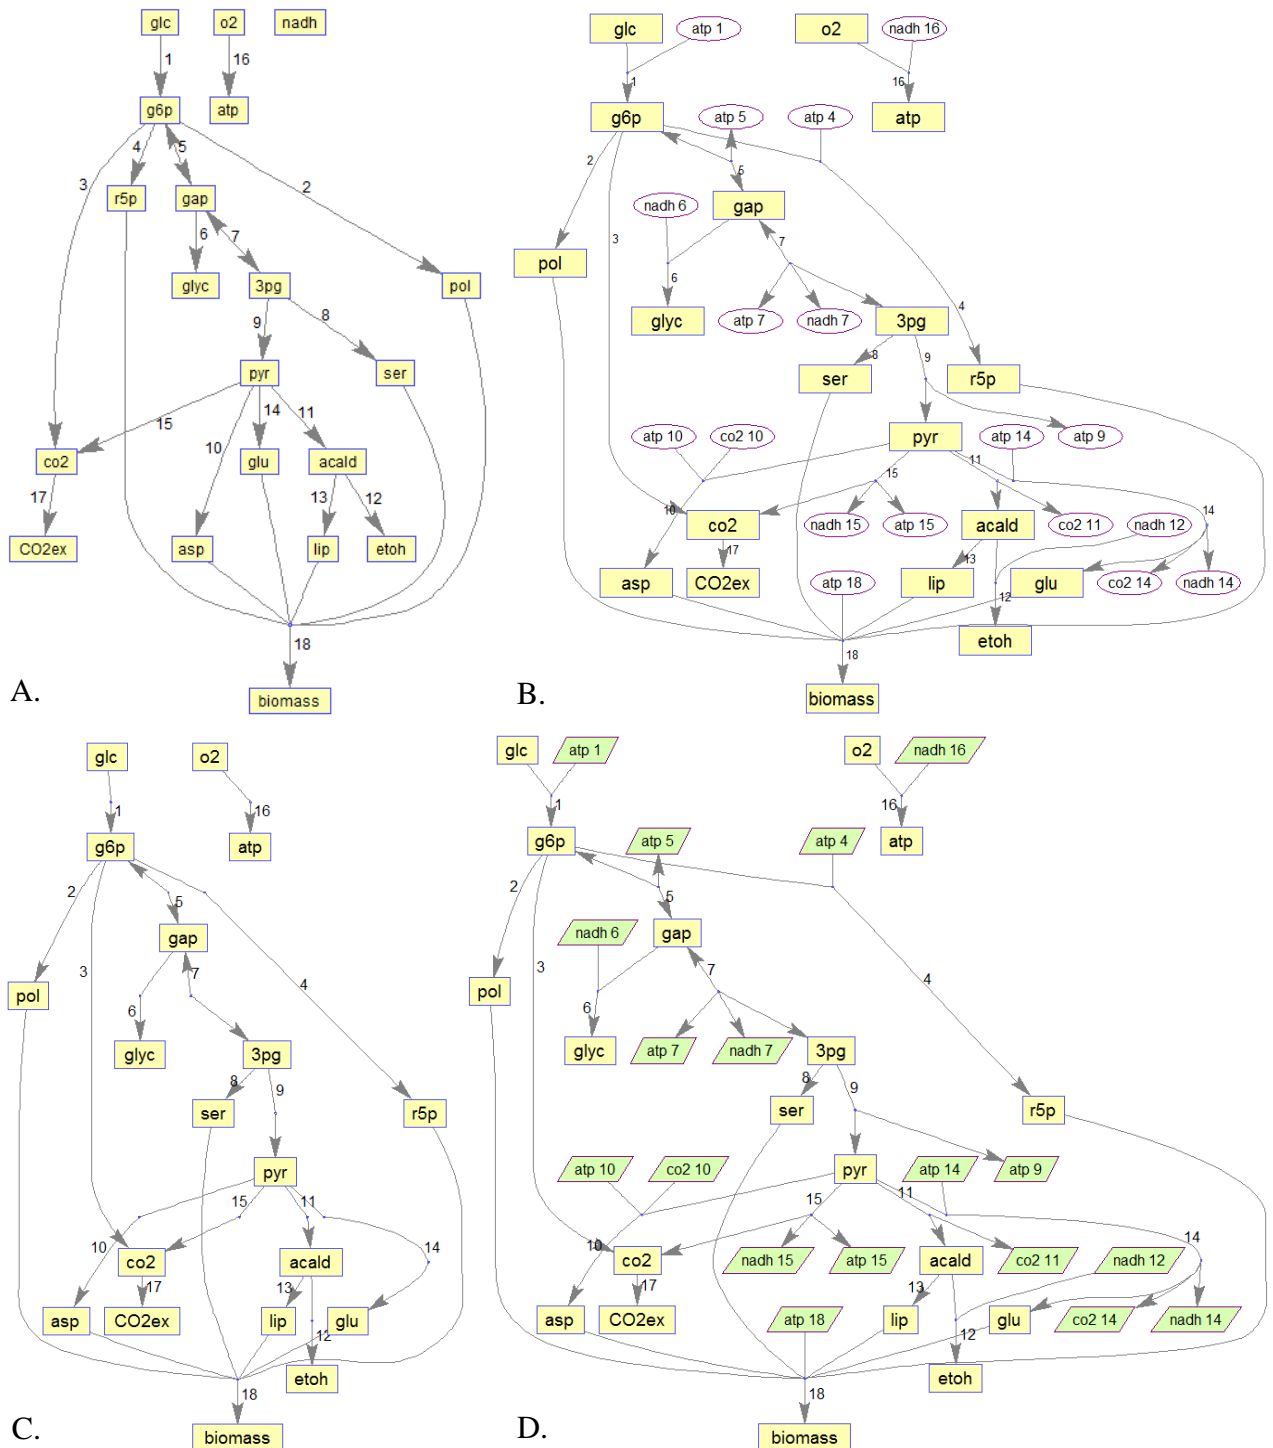 glc o2 nadh
1 16
g6p atp
4 5
3 2
r5p gap
6 7
glyc 3pg pol
9 8
pyr ser
15 10 14 11
co2 glu acald
17 13 12
CO2ex asp lip etoh
18
biomass
A.
glc atp 1 o2 nadh 16
1 16
g6p atp 5 atp 4 atp
2 5
nadh 6 gap
3 7
pol 6 4
glyc atp 7 nadh 7 3pg
8 9
ser r5p
atp 10 co2 10 pyr atp 14 atp 9
15 11
10 14
co2 nadh 15 atp 15 acald co2 11 nadh 12
17 13
asp CO2ex atp 18 lip glu co2 14 nadh 14
12
etoh
18
biomass
B.
glc o2
1 16
g6p atp
2 5
gap
3 7 4
pol
6
glyc 3pg
8 9
ser r5p
pyr
15 11
10 14
co2 acald
17 13
asp CO2ex lip glu
12
etoh
18
biomass
C.
glc atp 1 o2 nadh 16
1 16
g6p atp 5 atp 4 atp
2 5
nadh 6 gap
3 7 4
pol
6
glyc atp 7 nadh 7 3pg
8 9
ser r5p
atp 10 co2 10 pyr atp 14 atp 9
15 11
10 14
co2 nadh 15 atp 15 acald co2 11 nadh 12
17 13
asp CO2ex atp 18 lip glu co2 14 nadh 14
12
etoh
18
biomass
D.